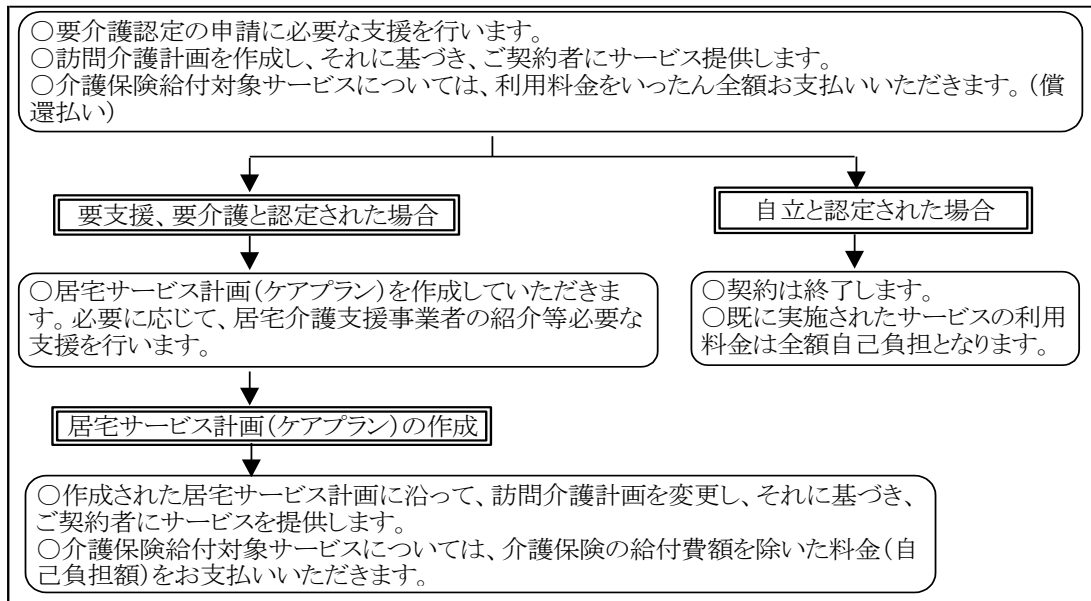 ○要介護認定の申請に必要な支援を行います。
○訪問介護計画を作成し、それに基づき、ご契約者にサービス提供します。
○介護保険給付対象サービスについては、利用料金をいったん全額お支払いいただきます。(償
還払い)
要支援、要介護と認定された場合
自立と認定された場合
○居宅サービス計画(ケアプラン)を作成していただきま
す。必要に応じて、居宅介護支援事業者の紹介等必要な
支援を行います。
○契約は終了します。
○既に実施されたサービスの利用
料金は全額自己負担となります。
居宅サービス計画(ケアプラン)の作成
○作成された居宅サービス計画に沿って、訪問介護計画を変更し、それに基づき、
ご契約者にサービスを提供します。
○介護保険給付対象サービスについては、介護保険の給付費額を除いた料金(自
己負担額)をお支払いいただきます。